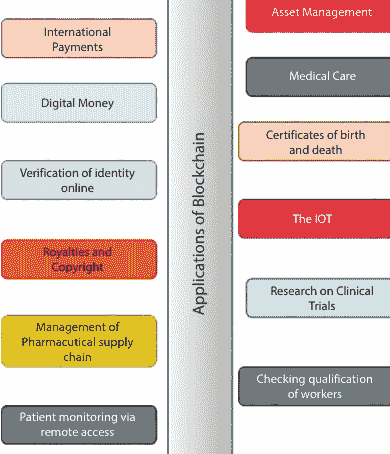 International
Payments
Digital Money
Verification of identity
online
Royalties and
Copyright
Management of
Pharmacutical supply
chain
Patient monitoring via
remote access
Applications of Blockchain
Asset Management
Medical Care
Certificates of birth
and death
The IOT
Research on Clinical
Trials
Checking qualification
of workers